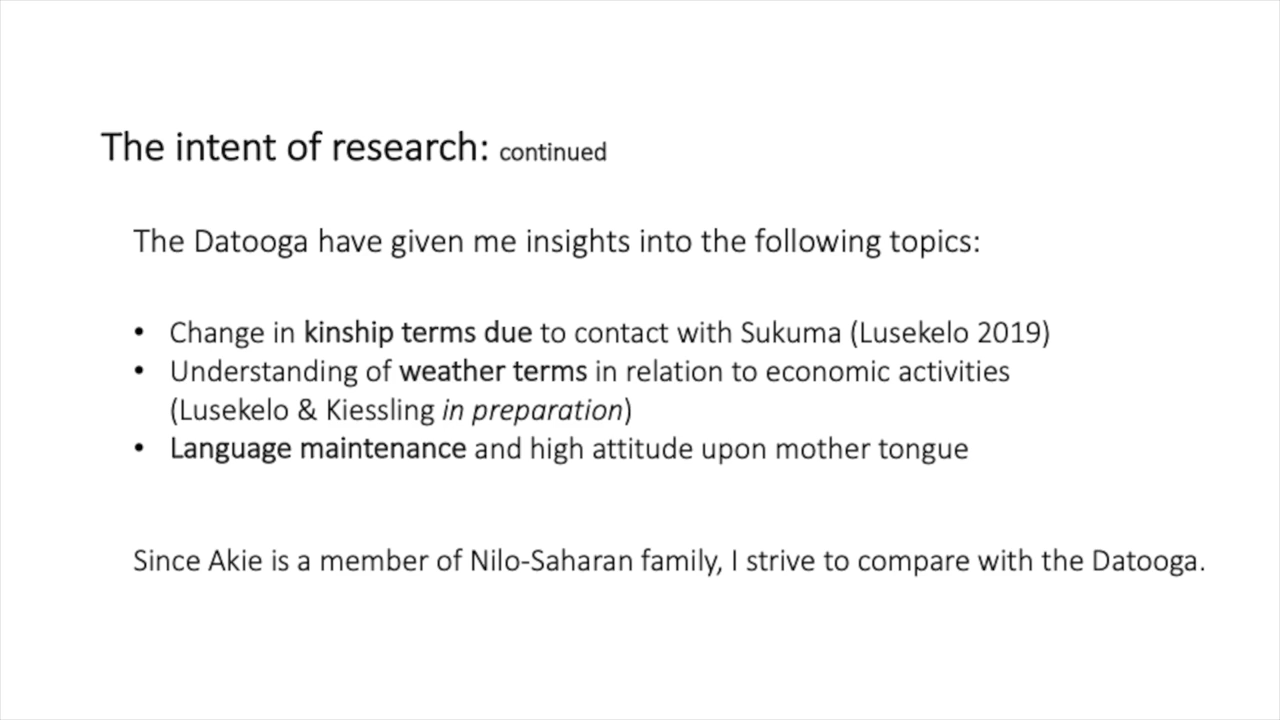 The intent of research: continued
The Datooga have given me insights into the following topics:
• Change in kinship terms due to contact with Sukuma (Lusekelo 2019)
• Understanding of weather terms in relation to economic activities
(Lusekelo & Kiessling in preparation)
• Language maintenance and high attitude upon mother tongue
Since Akie is a member of Nilo-Saharan family, I strive to compare with the Datooga.